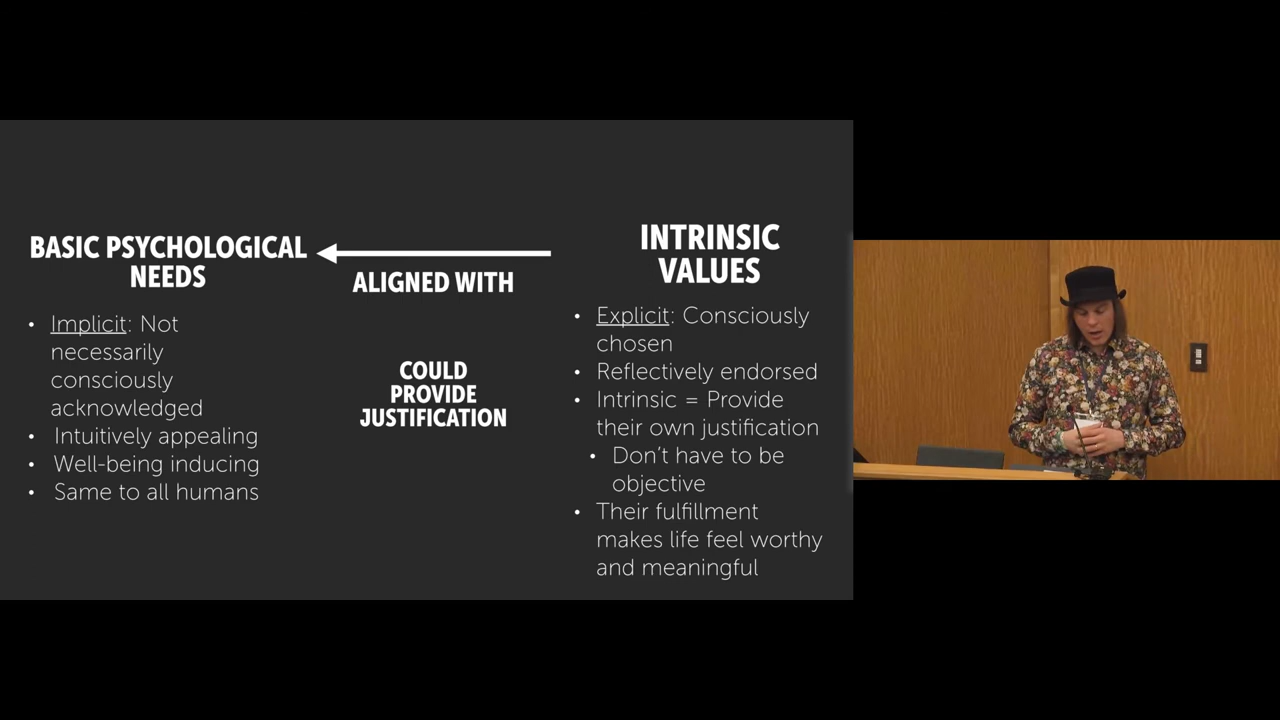 BASIC PSYCHOLOGICAL
NEEDS
• Implicit: Not
necessarily
consciously
acknowledged
• Intuitively appealing
• Well-being inducing
• Same to all humans
ALIGNED WITH
COULD
PROVIDE
JUSTIFICATION
INTRINSIC
VALUES
• Explicit: Consciously
chosen
• Reflectively endorsed
• Intrinsic = Provide
their own justification
• Don’t have to be
objective
• Their fulfillment
makes life feel worthy
and meaningful